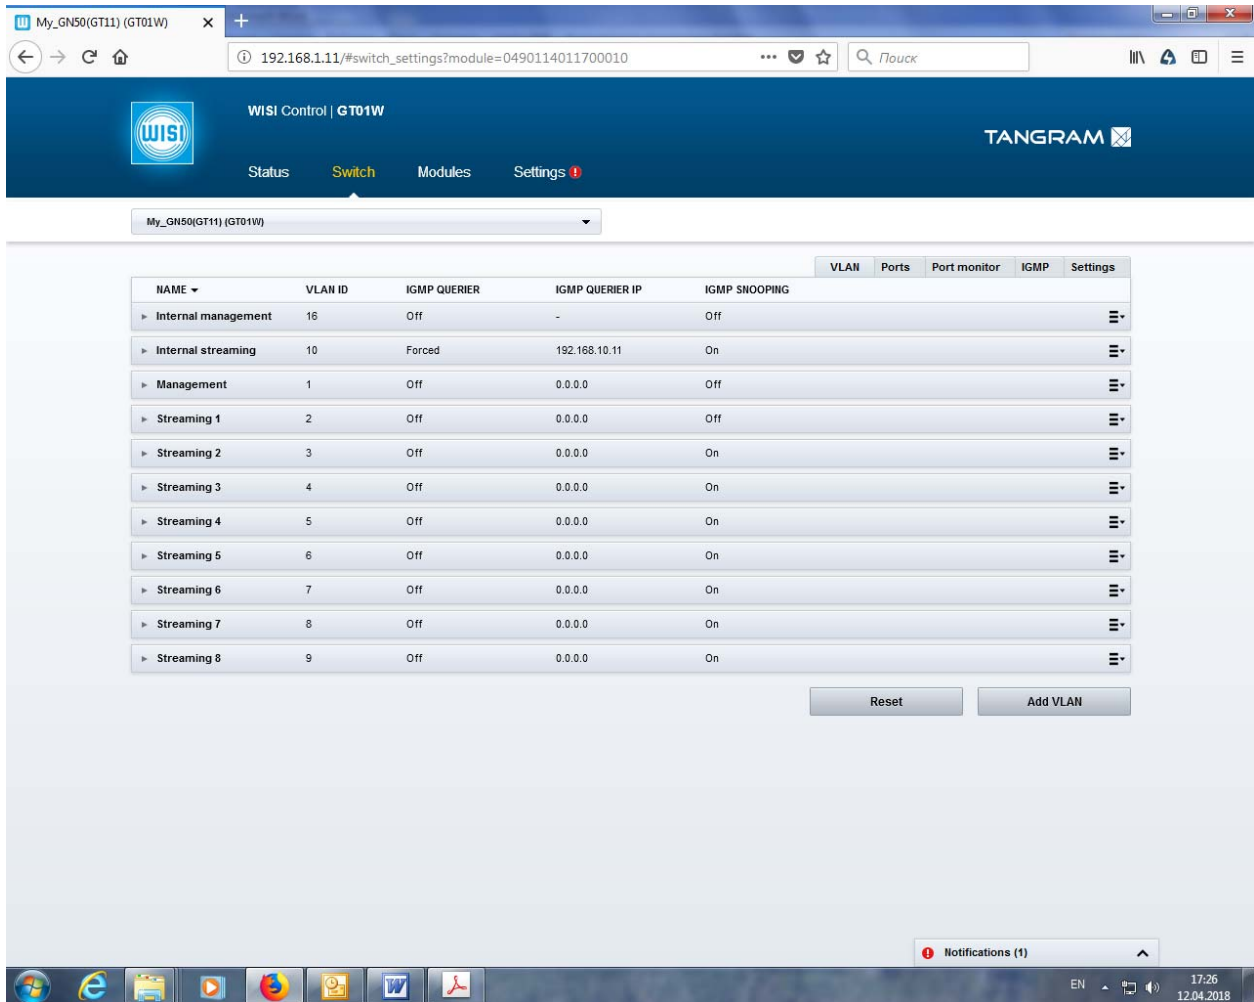 My_GN50(GT11) (GT01W)
192.168.1.11/#switch_settings?module=0490114011700010
Поиск
WISI
WISI Control | GT01W
TANGRAM
Status Switch Modules Settings
My_GN50(GT11) (GT01W)
VLAN Ports Port monitor IGMP Settings
NAME VLAN ID IGMP QUERIER IGMP QUERIER IP IGMP SNOOPING
Internal management 16 Off - Off
Internal streaming 10 Forced 192.168.10.11 On
Management 1 Off 0.0.0.0 Off
Streaming 1 2 Off 0.0.0.0 Off
Streaming 2 3 Off 0.0.0.0 On
Streaming 3 4 Off 0.0.0.0 On
Streaming 4 5 Off 0.0.0.0 On
Streaming 5 6 Off 0.0.0.0 On
Streaming 6 7 Off 0.0.0.0 On
Streaming 7 8 Off 0.0.0.0 On
Streaming 8 9 Off 0.0.0.0 On
Reset Add VLAN
Notifications (1)
EN 17:26
12.04.2018